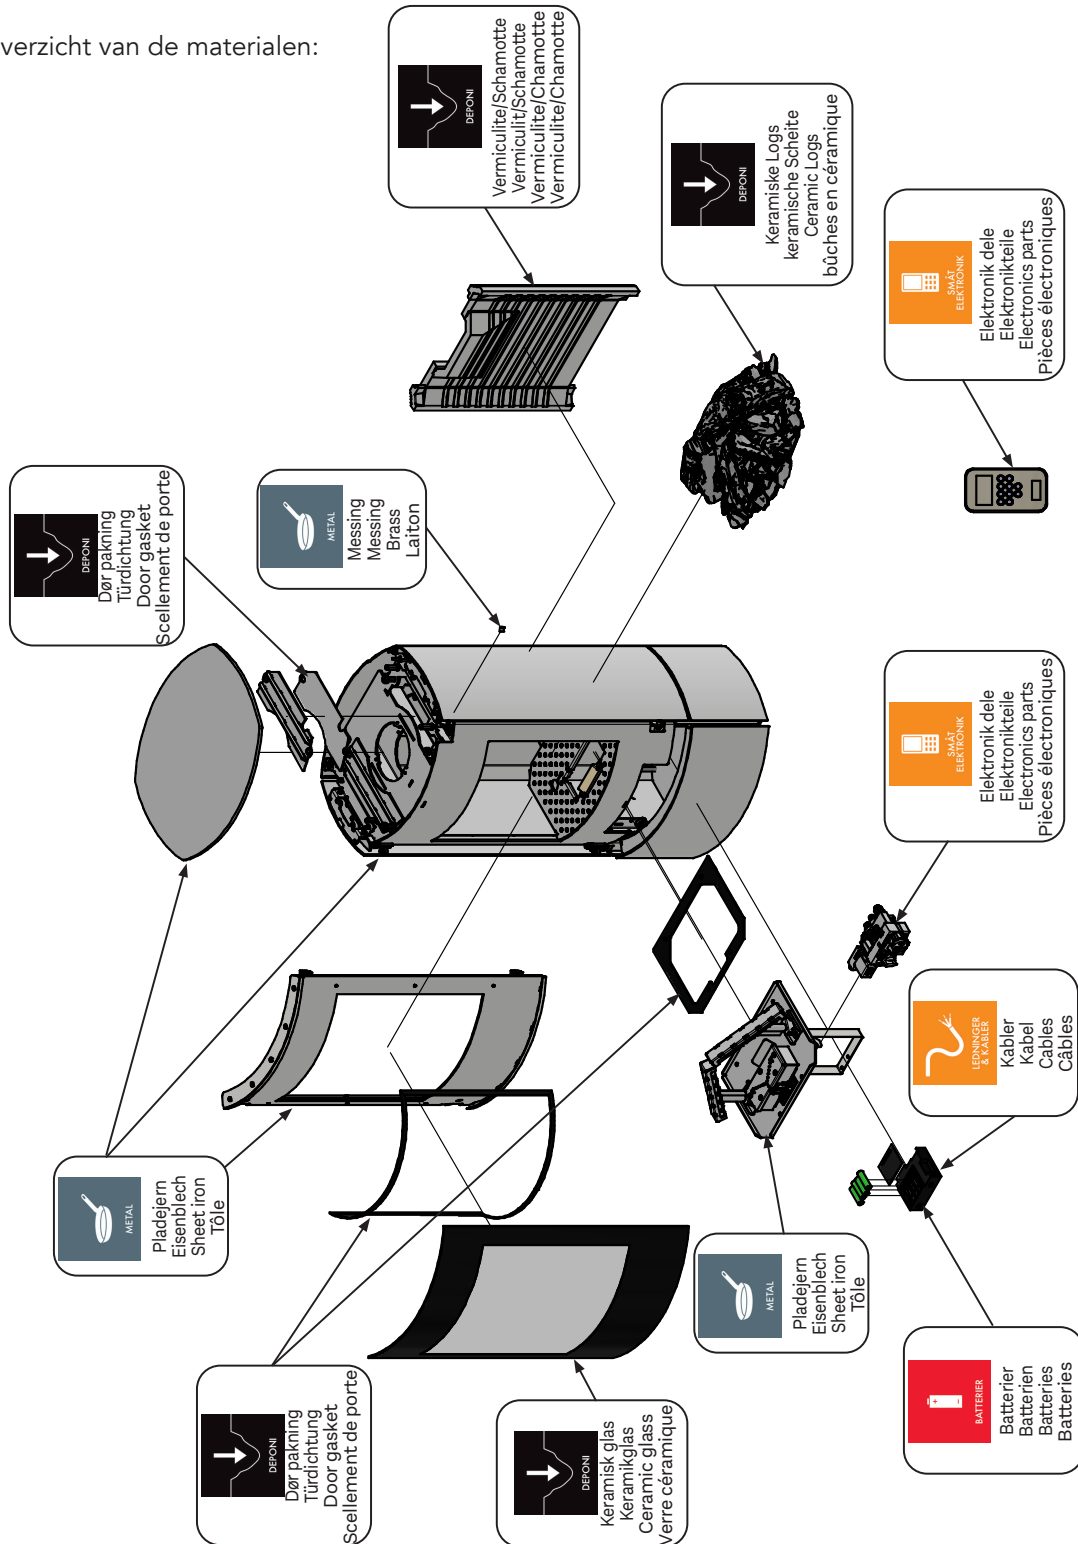 verzicht van de materialen:
DEPONI
Vermiculite/Schamotte
Vermiculit/Schamotte
Vermiculite/Chamotte
Vermiculite/Chamotte
DEPONI
Keramiske Logs
keramische Scheite
Ceramic Logs
bûches en céramique
SMÅT
ELEKTRONIK
Elektronik dele
Elektronikteile
Electronics parts
Pièces électroniques
DEPONI
Dør pakning
Türdichtung
Door gasket
Scellement de porte
METAL
Messing
Messing
Brass
Laiton
SMÅT
ELEKTRONIK
Elektronik dele
Elektronikteile
Electronics parts
Pièces électroniques
LEDNINGER
& KABLER
Kabler
Kabel
Cables
Câbles
METAL
Pladejern
Eisenblech
Sheet iron
Tôle
METAL
Pladejern
Eisenblech
Sheet iron
Tôle
DEPONI
Dør pakning
Türdichtung
Door gasket
Scellement de porte
DEPONI
Keramisk glas
Keramikglas
Ceramic glass
Verre céramique
BATTERIER
Batterier
Batterien
Batteries
Batteries